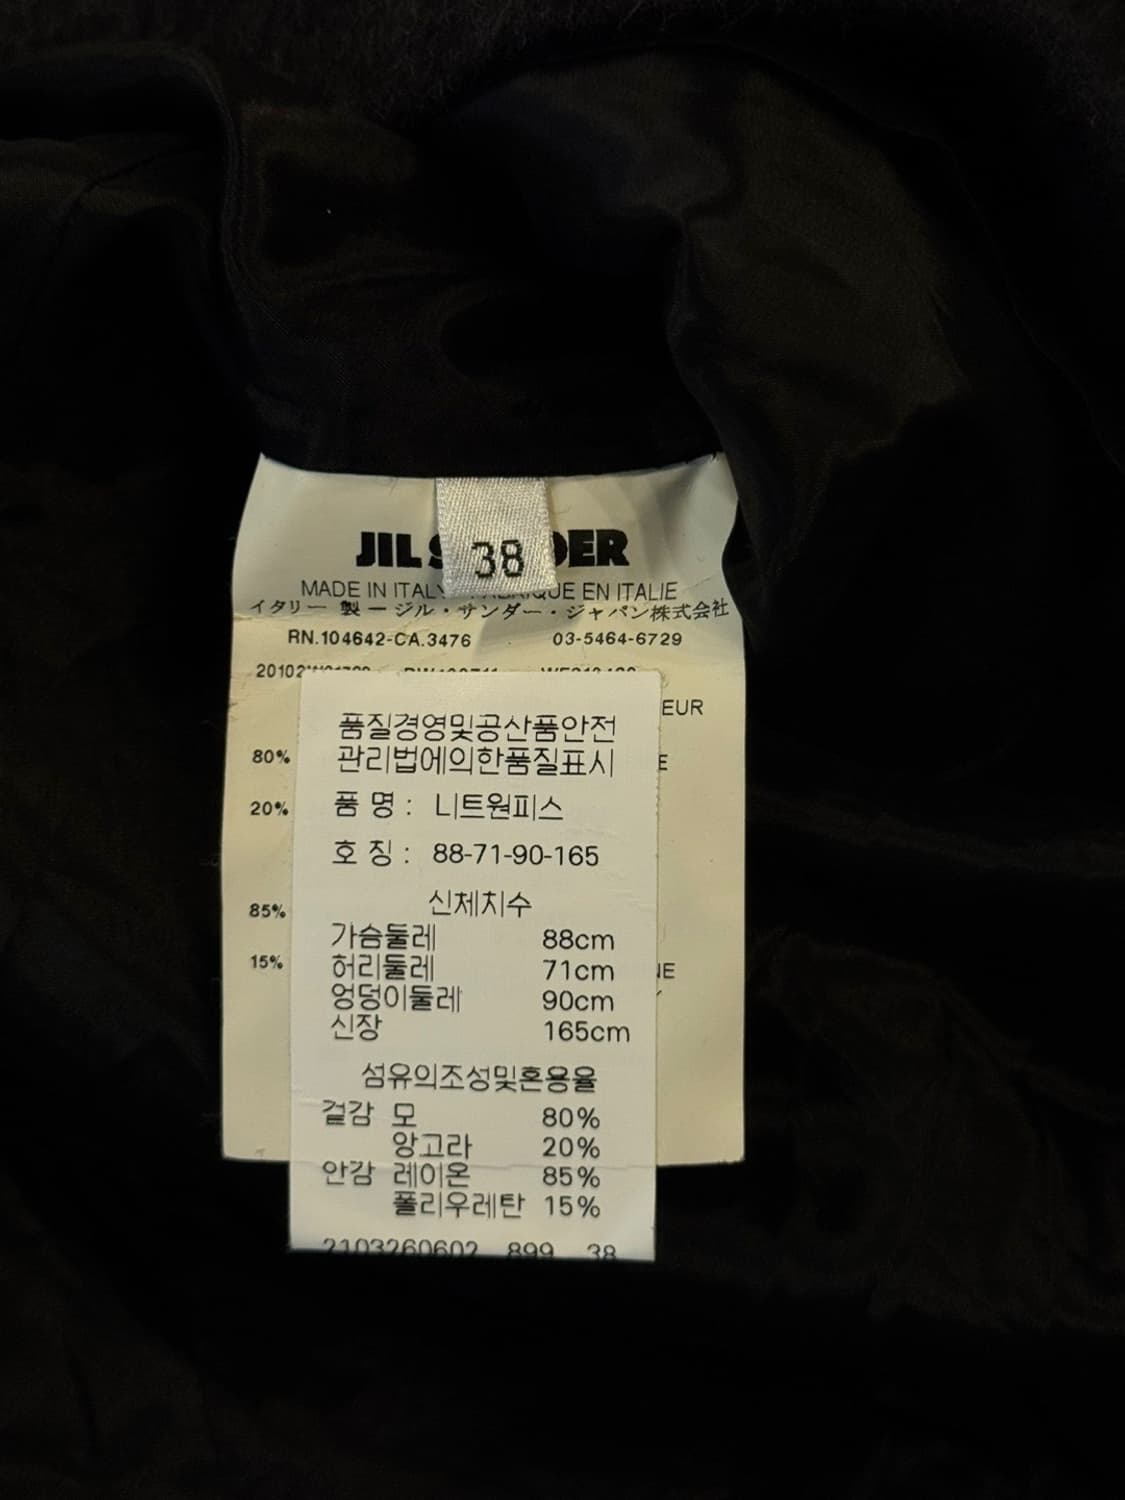 38
JIL
DER
MADE IN ITALY
EN ITALIE
イタリー 製 ー ジル・サンダー・ジャパン株式会社
RN.104642-CA.3476 03-5464-6729
EUR
80% E
20%
85%
15% NE
품질경영및공산품안전
관리법에의한품질표시
품 명 : 니트원피스
호 칭 : 88-71-90-165
신체치수
가슴둘레 88cm
허리둘레 71cm
엉덩이둘레 90cm
신장 165cm
섬유의조성및혼용율
겉감 모 80%
앙고라 20%
안감 레이온 85%
폴리우레탄 15%
2103260602 899 38